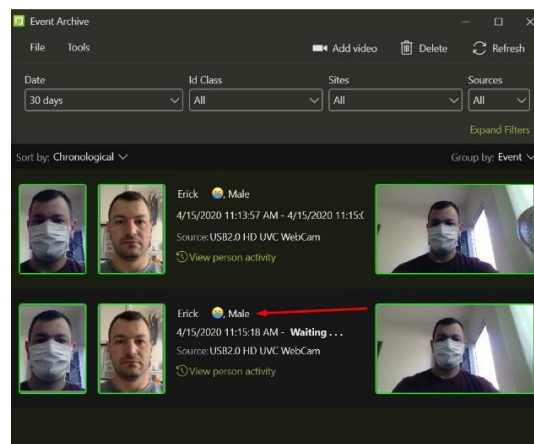 Event Archive
File Tools Add video Delete Refresh
Date Id Class Sites Sources
30 days All All All
Expand Filters
Sort by: Chronological Group by: Event
Erick 😂, Male
4/15/2020 11:13:57 AM - 4/15/2020 11:15:(
Source:USB2.0 HD UVC WebCam
View person activity
Erick 😂, Male
4/15/2020 11:15:18 AM - Waiting . . .
Source:USB2.0 HD UVC WebCam
View person activity